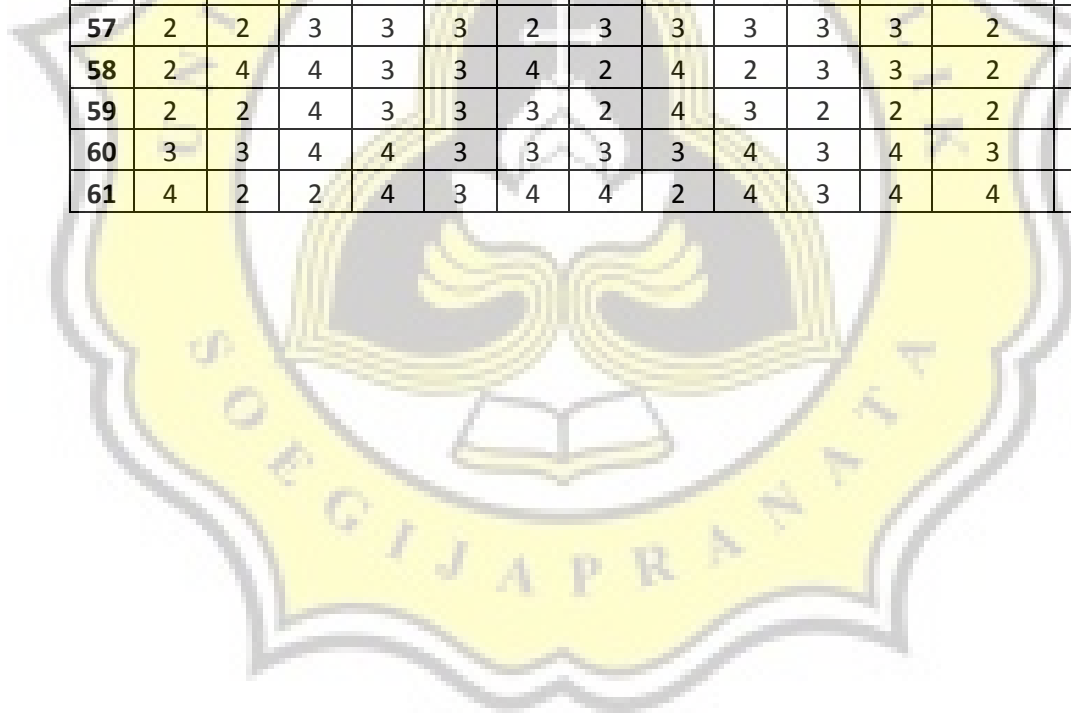 57 2 2 3 3 3 2 3 3 3 3 3 2
58 2 4 4 3 3 4 2 4 2 3 3 2
59 2 2 4 3 3 3 2 4 3 2 2 2
60 3 3 4 4 3 3 3 3 4 3 4 3
61 4 2 2 4 3 4 4 2 4 3 4 4
SOEGIJAPRANATA